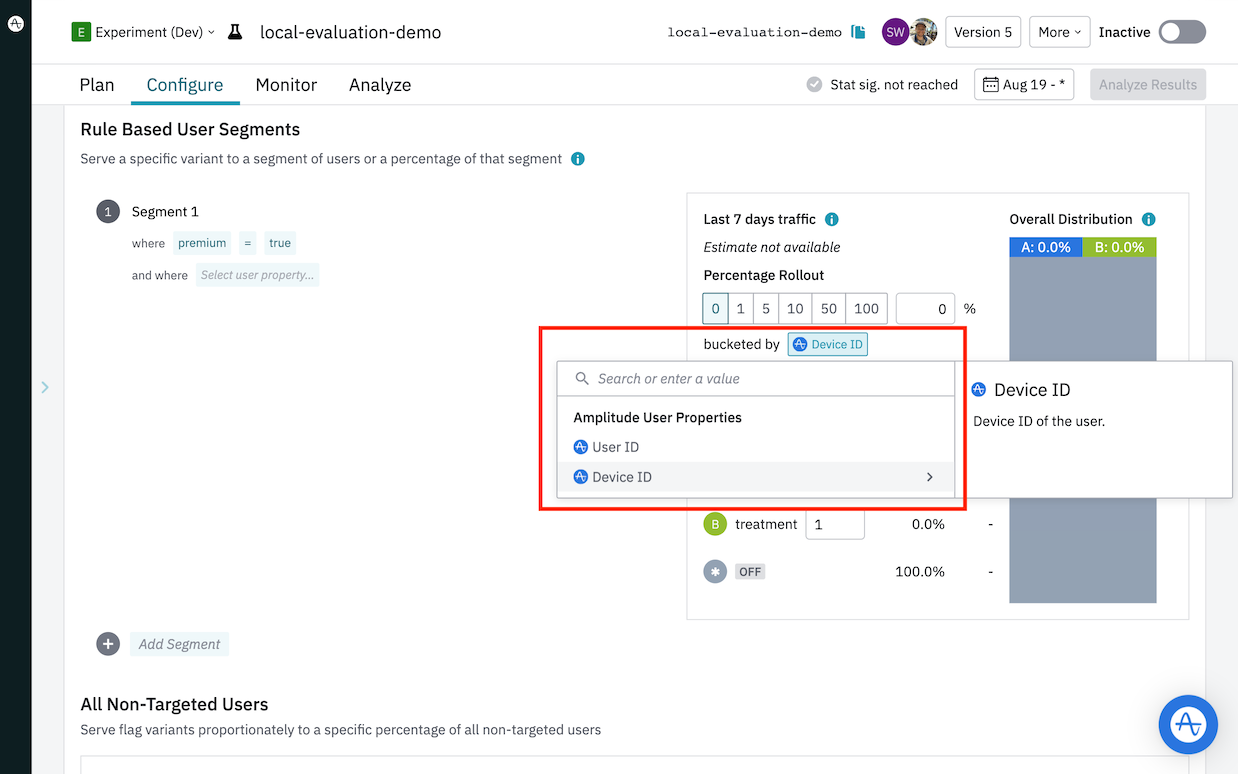 E Experiment (Dev) local-evaluation-demo local-evaluation-demo SW Version 5 More Inactive
Plan Configure Monitor Analyze Stat sig. not reached Aug 19 - * Analyze Results
Rule Based User Segments
Serve a specific variant to a segment of users or a percentage of that segment
1 Segment 1
where premium = true
and where Select user property...
Last 7 days traffic
Estimate not available
Percentage Rollout
0 1 5 10 50 100 0 %
bucketed by Device ID
Overall Distribution
A: 0.0% B: 0.0%
Search or enter a value
Amplitude User Properties
User ID
Device ID
Device ID
Device ID of the user.
B treatment 1 0.0% -
* OFF 100.0% -
+ Add Segment
All Non-Targeted Users
Serve flag variants proportionately to a specific percentage of all non-targeted users